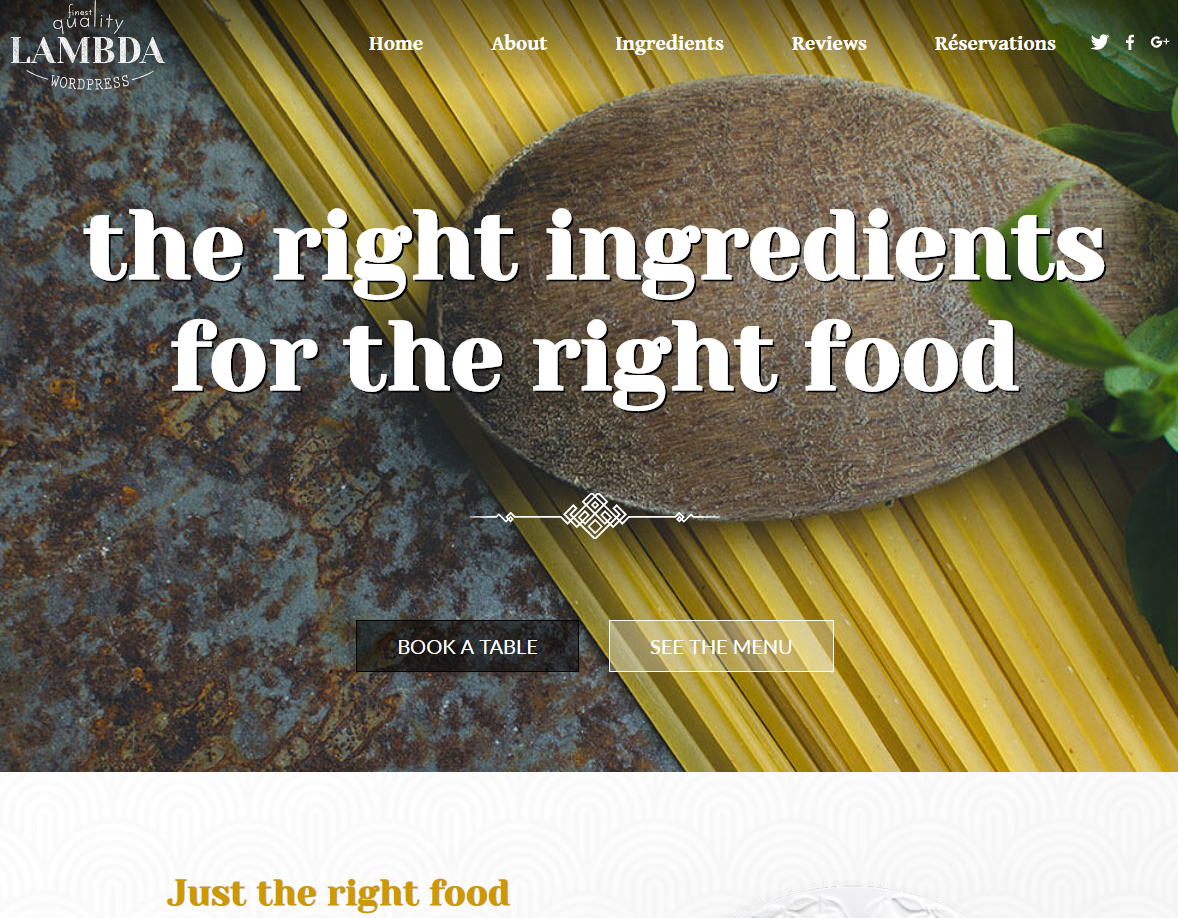 finest
quality
LAMBDA
WORDPRESS
Home About Ingredients Reviews Réservations
the right ingredients
for the right food
BOOK A TABLE SEE THE MENU
Just the right food